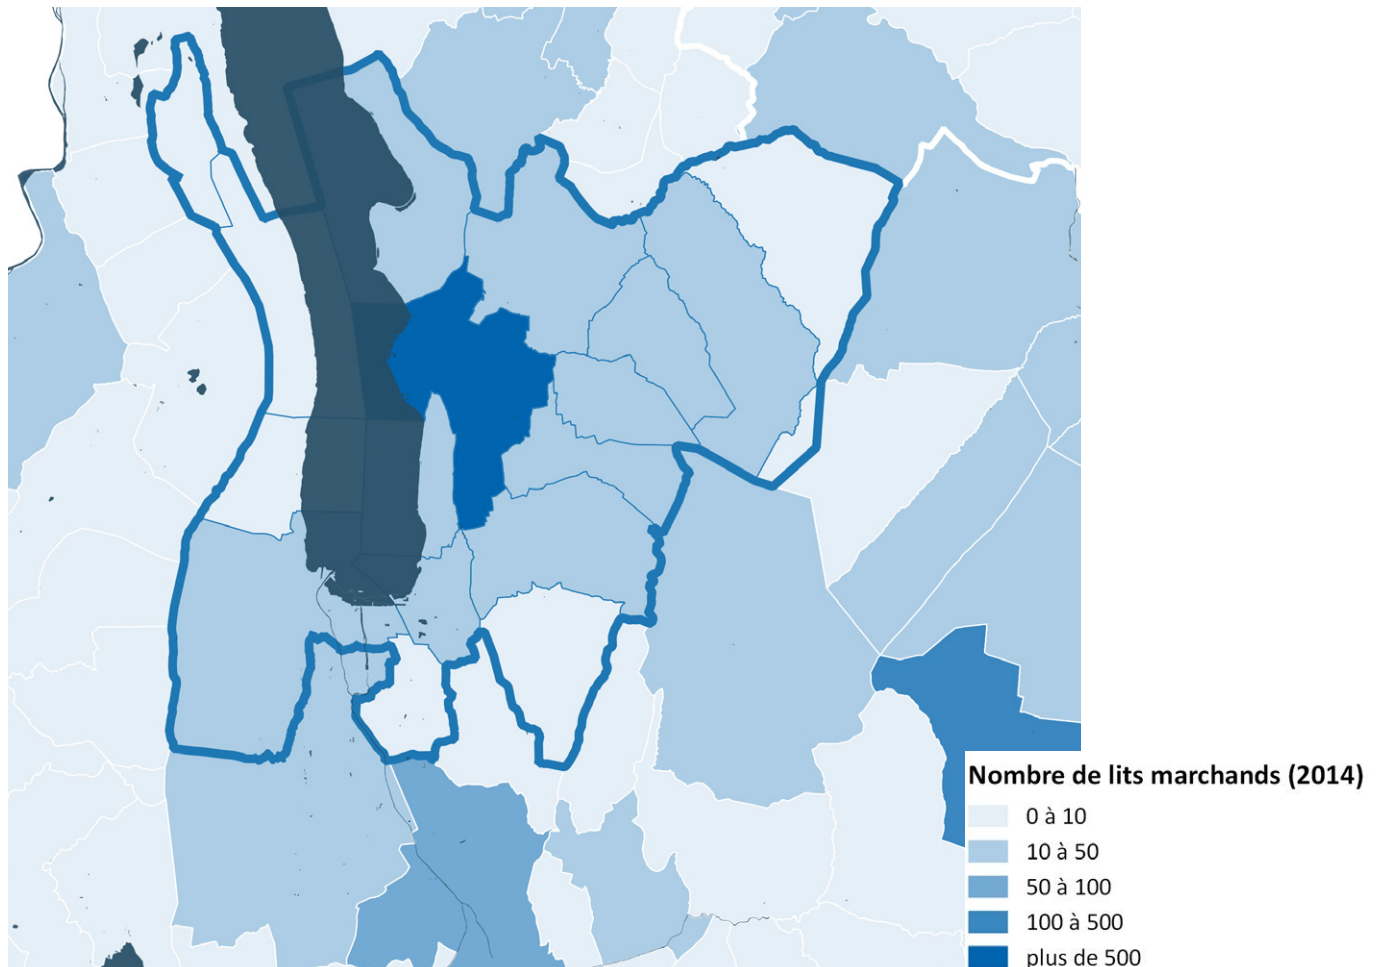 Nombre de lits marchands (2014)
0 à 10
10 à 50
50 à 100
100 à 500
plus de 500